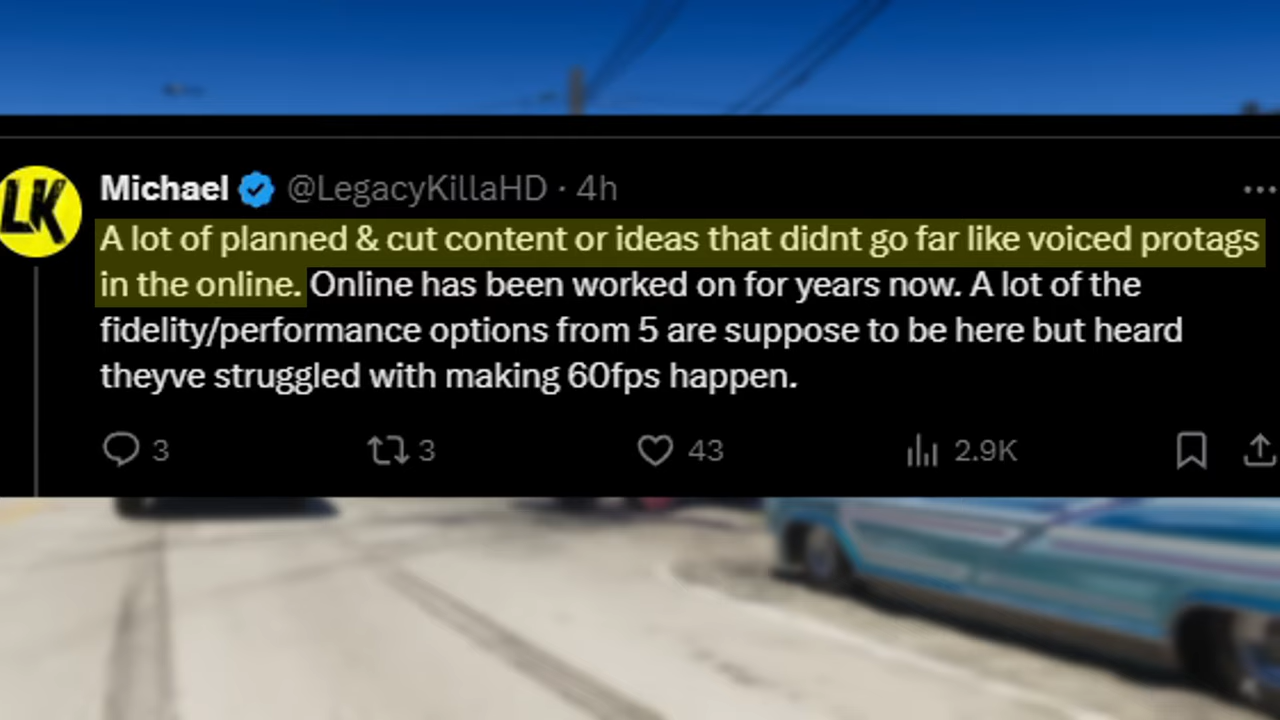 LK
Michael @LegacyKillaHD · 4h
A lot of planned & cut content or ideas that didnt go far like voiced protags
in the online. Online has been worked on for years now. A lot of the
fidelity/performance options from 5 are suppose to be here but heard
theyve struggled with making 60fps happen.
3 3 43 2.9K